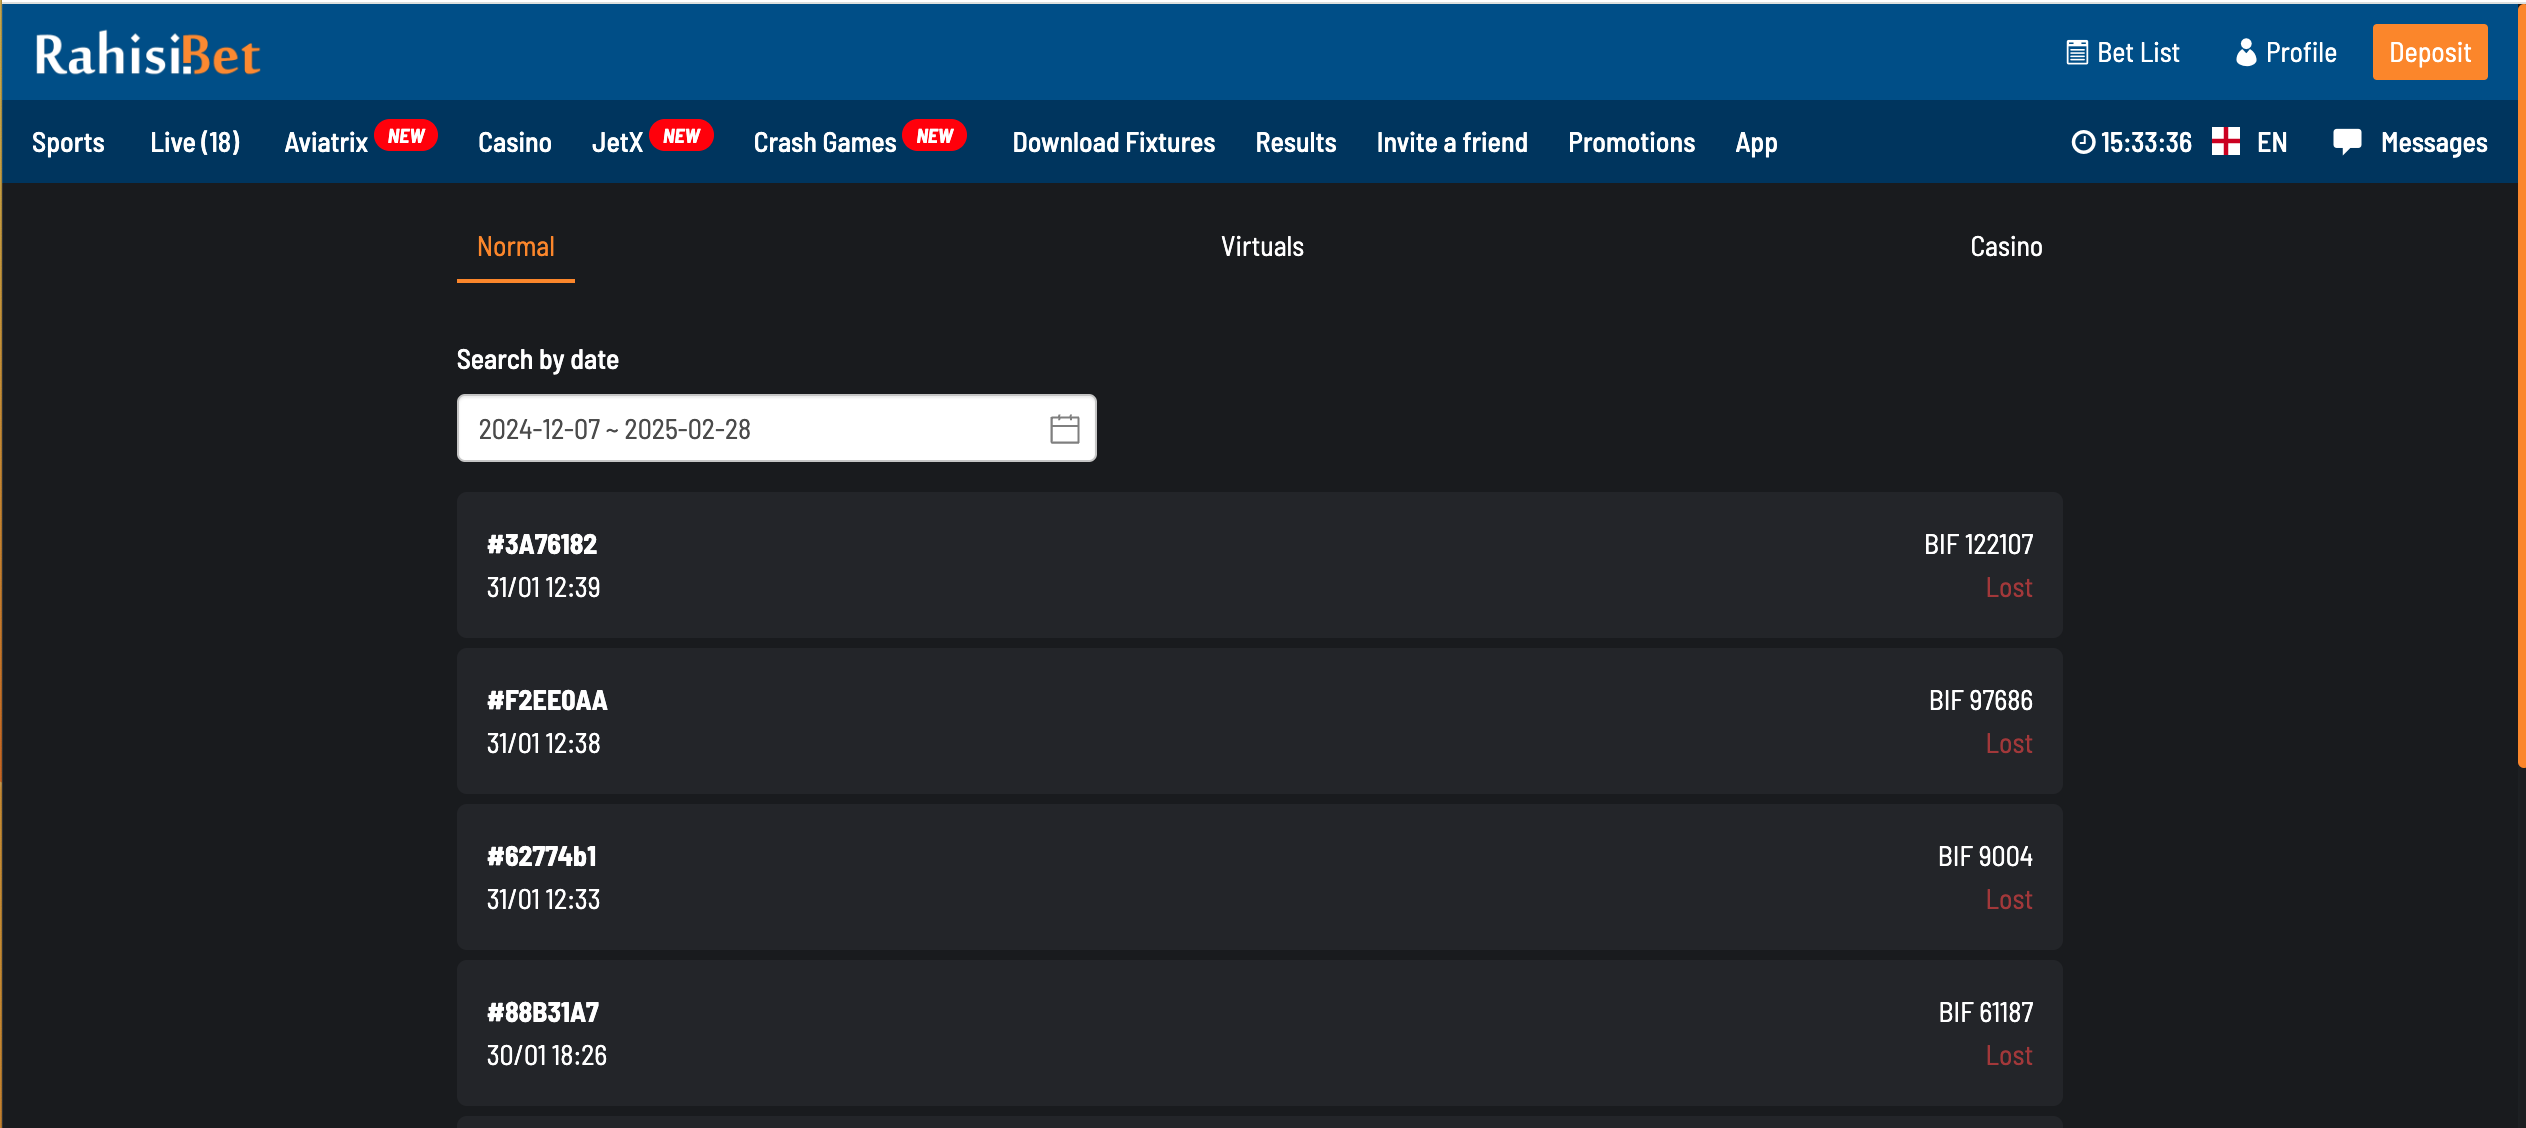 RahisiBet
Bet List Profile Deposit
Sports Live (18) Aviatrix NEW Casino JetX NEW Crash Games NEW Download Fixtures Results Invite a friend Promotions App 15:33:36 EN Messages
Normal Virtuals Casino
Search by date
2024-12-07 ~ 2025-02-28
#3A76182 BIF 122107
31/01 12:39 Lost
#F2EE0AA BIF 97686
31/01 12:38 Lost
#62774b1 BIF 9004
31/01 12:33 Lost
#88B31A7 BIF 61187
30/01 18:26 Lost